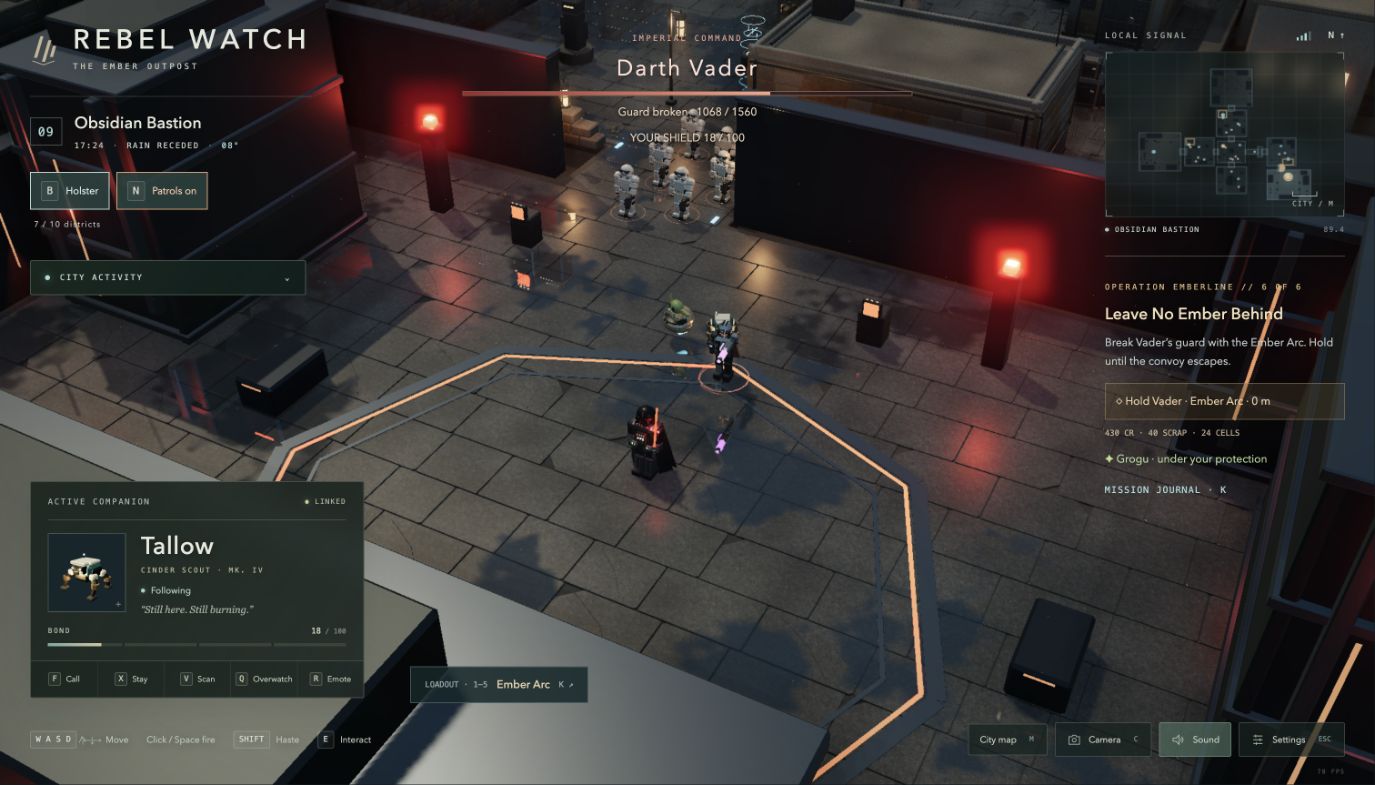 REBEL WATCH
THE EMBER OUTPOST
09
Obsidian Bastion
17:24 · RAIN RECEDED · 08°
B Holster
N Patrols on
7 / 10 districts
CITY ACTIVITY
IMPERIAL COMMAND
Darth Vader
Guard broken · 1068 / 1560
YOUR SHIELD 18 / 100
LOCAL SIGNAL
N ↑
CITY / M
OBSIDIAN BASTION 89.4
OPERATION EMBERLINE // 6 OF 6
Leave No Ember Behind
Break Vader's guard with the Ember Arc. Hold
until the convoy escapes.
◇ Hold Vader · Ember Arc · 0 m
430 CR · 40 SCRAP · 24 CELLS
✦ Grogu · under your protection
MISSION JOURNAL · K
ACTIVE COMPANION
LINKED
Tallow
CINDER SCOUT · MK. IV
Following
“Still here. Still burning.”
BOND 18 / 100
F Call
X Stay
V Scan
Q Overwatch
R Emote
LOADOUT · 1–5 Ember Arc K ↗
W A S D Move
Click / Space fire
SHIFT Haste
E Interact
City map M
Camera C
Sound
Settings ESC
78 FPS